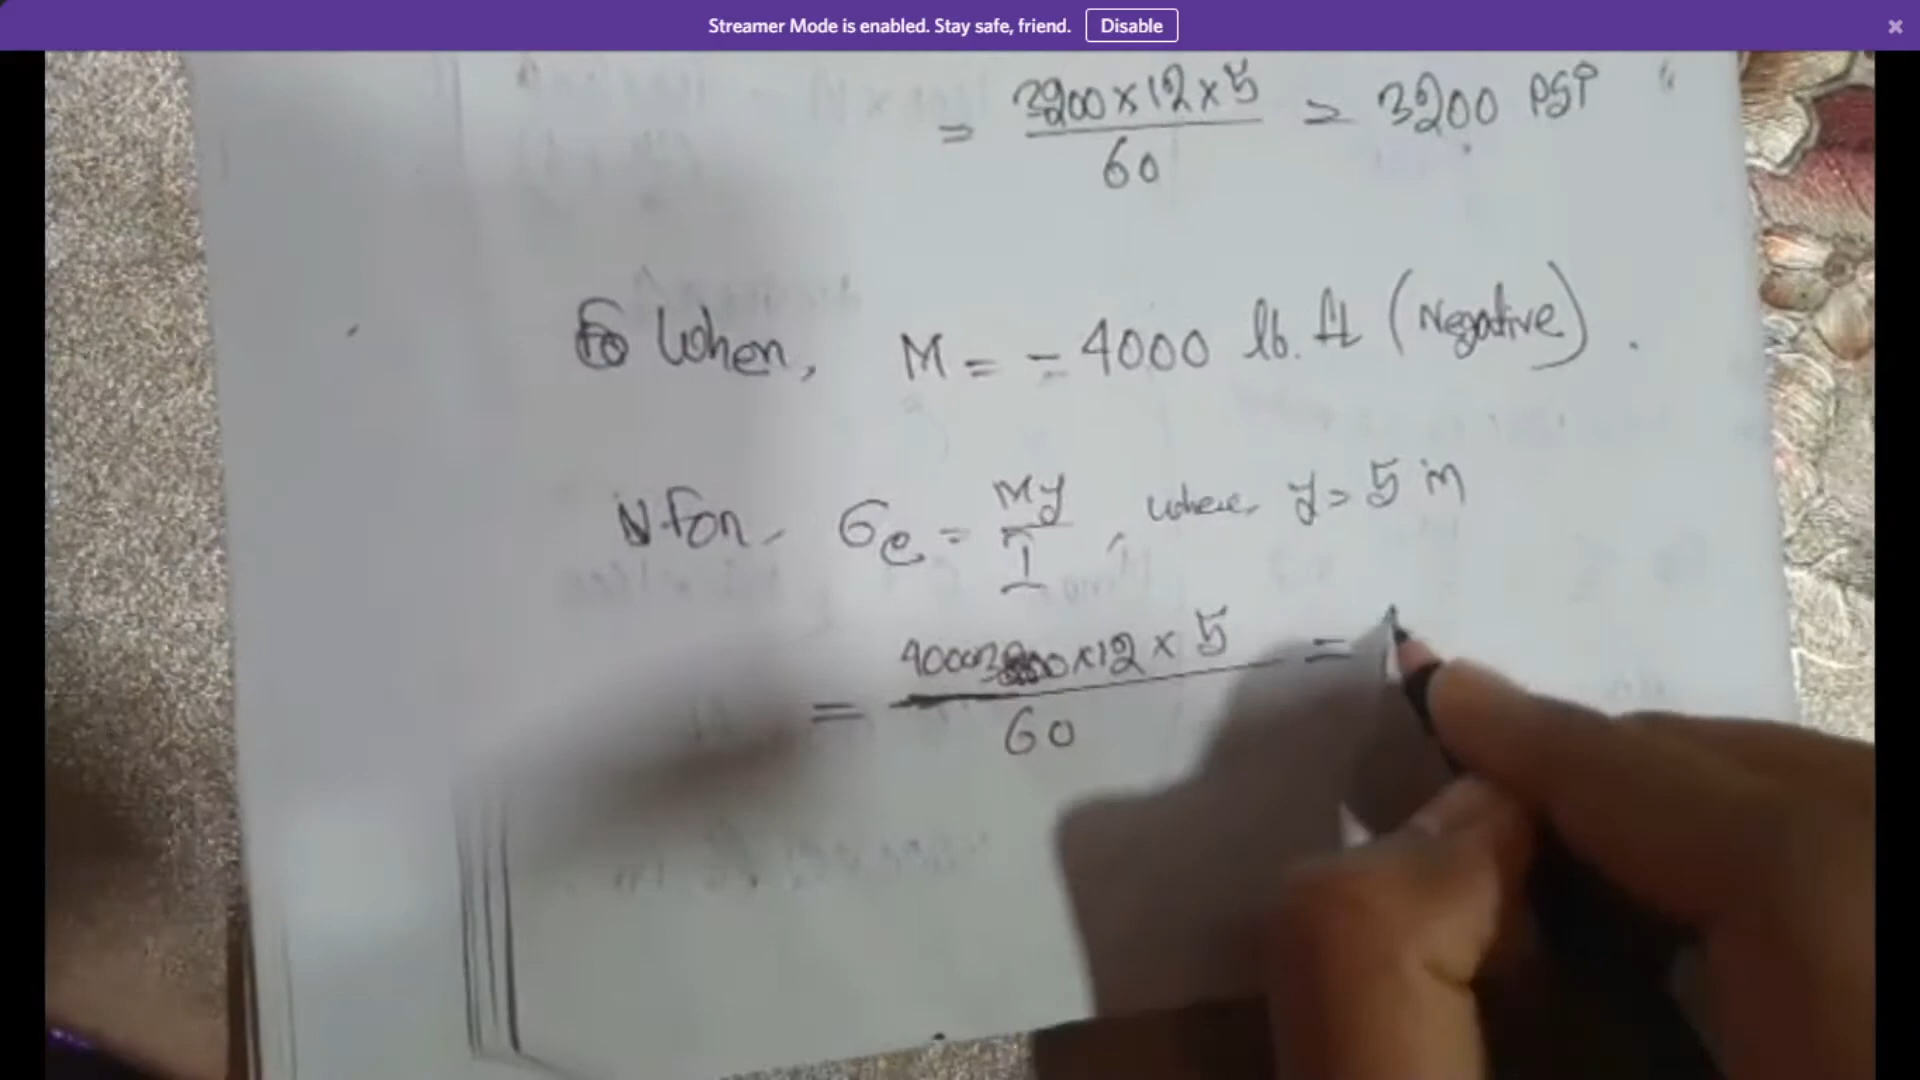 Streamer Mode is enabled. Stay safe, friend. Disable
= 3200 x 12 x 5 / 60 = 3200 PSI
When, M = - 4000 lb. ft (Negative).
for, σc = My / I, where, y = 5 in
= 4000 x 12 x 5 / 60 =